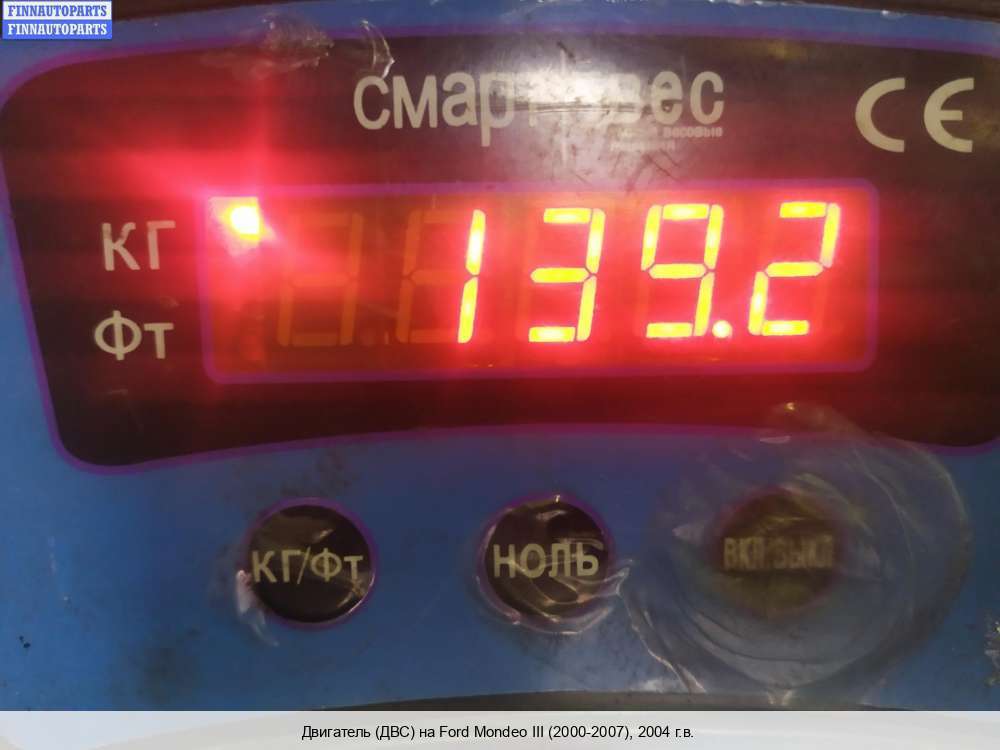 FINNAUTOPARTS
FINNAUTOPARTS
смарт вес
весовые
CE
КГ
139.2
Фт
КГ/Фт
НОЛЬ
ВКЛ/ВЫКЛ
Двигатель (ДВС) на Ford Mondeo III (2000-2007), 2004 г.в.